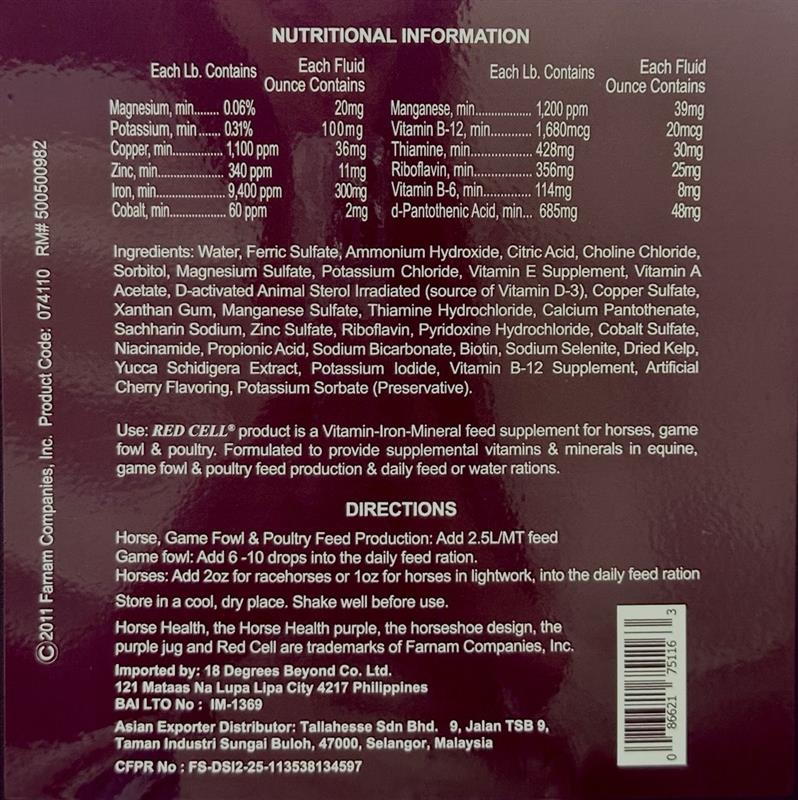 NUTRITIONAL INFORMATION
Each Lb. Contains Each Fluid Ounce Contains
Magnesium, min........ 0.06% 20mg
Potassium, min ...... 0.31% 100mg
Copper, min.............. 1,100 ppm 36mg
Zinc, min................... 340 ppm 11mg
Iron, min.................... 9,400 ppm 300mg
Cobalt, min................. 60 ppm 2mg
Each Lb. Contains Each Fluid Ounce Contains
Manganese, min.................. 1,200 ppm 39mg
Vitamin B-12, min............. 1,680mcg 20mcg
Thiamine, min................... 428mg 30mg
Riboflavin, min.................. 356mg 25mg
Vitamin B-6, min............... 114mg 8mg
d-Pantothenic Acid, min... 685mg 48mg
Ingredients: Water, Ferric Sulfate, Ammonium Hydroxide, Citric Acid, Choline Chloride,
Sorbitol, Magnesium Sulfate, Potassium Chloride, Vitamin E Supplement, Vitamin A
Acetate, D-activated Animal Sterol Irradiated (source of Vitamin D-3), Copper Sulfate,
Xanthan Gum, Manganese Sulfate, Thiamine Hydrochloride, Calcium Pantothenate,
Sachharin Sodium, Zinc Sulfate, Riboflavin, Pyridoxine Hydrochloride, Cobalt Sulfate,
Niacinamide, Propionic Acid, Sodium Bicarbonate, Biotin, Sodium Selenite, Dried Kelp,
Yucca Schidigera Extract, Potassium Iodide, Vitamin B-12 Supplement, Artificial
Cherry Flavoring, Potassium Sorbate (Preservative).
Use: RED CELL® product is a Vitamin-Iron-Mineral feed supplement for horses, game
fowl & poultry. Formulated to provide supplemental vitamins & minerals in equine,
game fowl & poultry feed production & daily feed or water rations.
DIRECTIONS
Horse, Game Fowl & Poultry Feed Production: Add 2.5L/MT feed
Game fowl: Add 6 -10 drops into the daily feed ration.
Horses: Add 2oz for racehorses or 1oz for horses in lightwork, into the daily feed ration
Store in a cool, dry place. Shake well before use.
Horse Health, the Horse Health purple, the horseshoe design, the
purple jug and Red Cell are trademarks of Farnam Companies, Inc.
Imported by: 18 Degrees Beyond Co. Ltd.
121 Mataas Na Lupa Lipa City 4217 Philippines
BAI LTO No : IM-1369
Asian Exporter Distributor: Tallahesse Sdn Bhd. 9, Jalan TSB 9,
Taman Industri Sungai Buloh, 47000, Selangor, Malaysia
CFPR No : FS-DSI2-25-113538134597
© 2011 Farnam Companies, Inc. Product Code: 074110 RM# 500500982
0 86621 75116 3